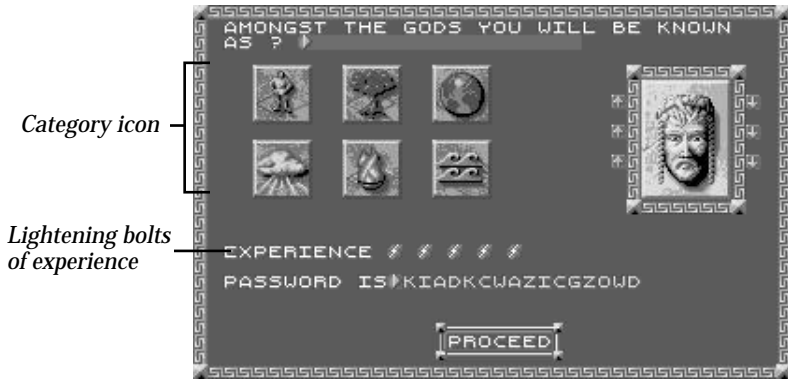 AMONGST THE GODS YOU WILL BE KNOWN
AS ?
Category icon
Lightening bolts
of experience
EXPERIENCE
PASSWORD IS KIADKCWAZICGZOWD
PROCEED